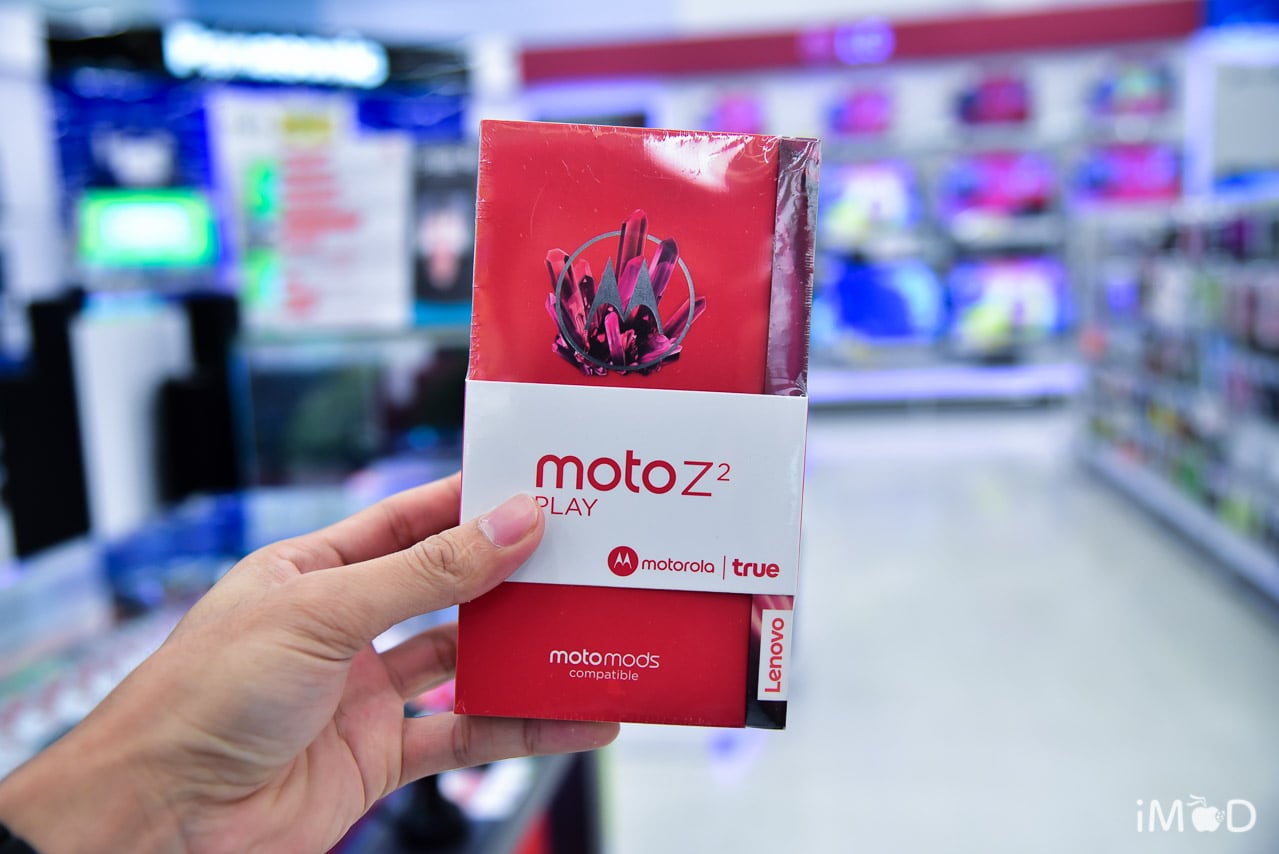 moto z²
PLAY
motorola | true
motomods
compatible
Lenovo
iMOD